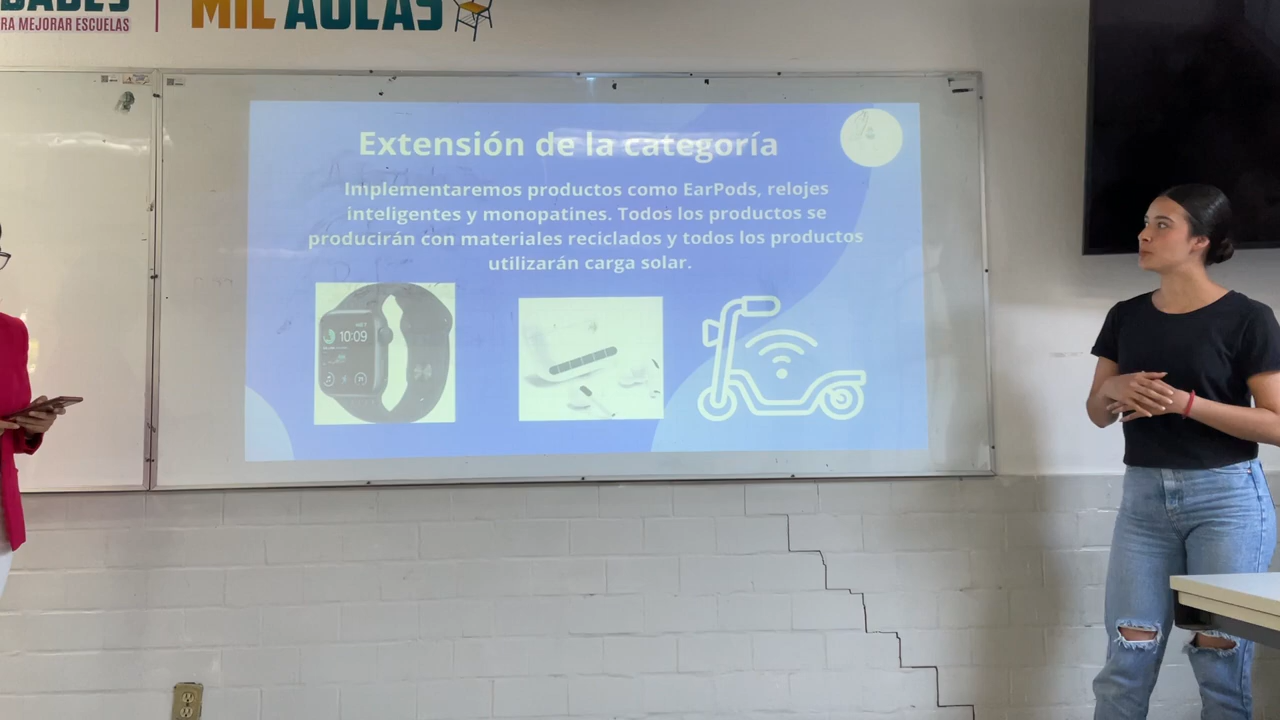 RA MEJORAR ESCUELAS
MIL AULAS
Extensión de la categoría
Implementaremos productos como EarPods, relojes
inteligentes y monopatines. Todos los productos se
producirán con materiales reciclados y todos los productos
utilizarán carga solar.
10:09